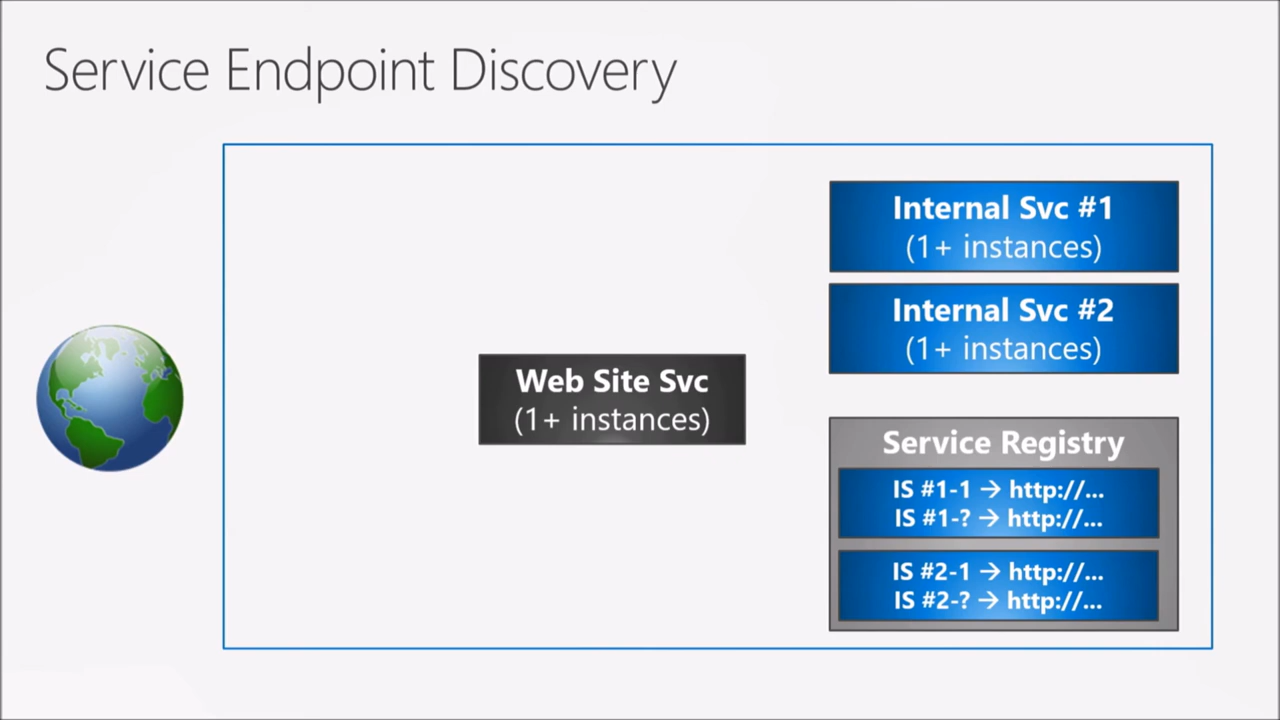 Service Endpoint Discovery
Internal Svc #1
(1+ instances)
Internal Svc #2
(1+ instances)
Web Site Svc
(1+ instances)
Service Registry
IS #1-1 → http://...
IS #1-? → http://...
IS #2-1 → http://...
IS #2-? → http://...